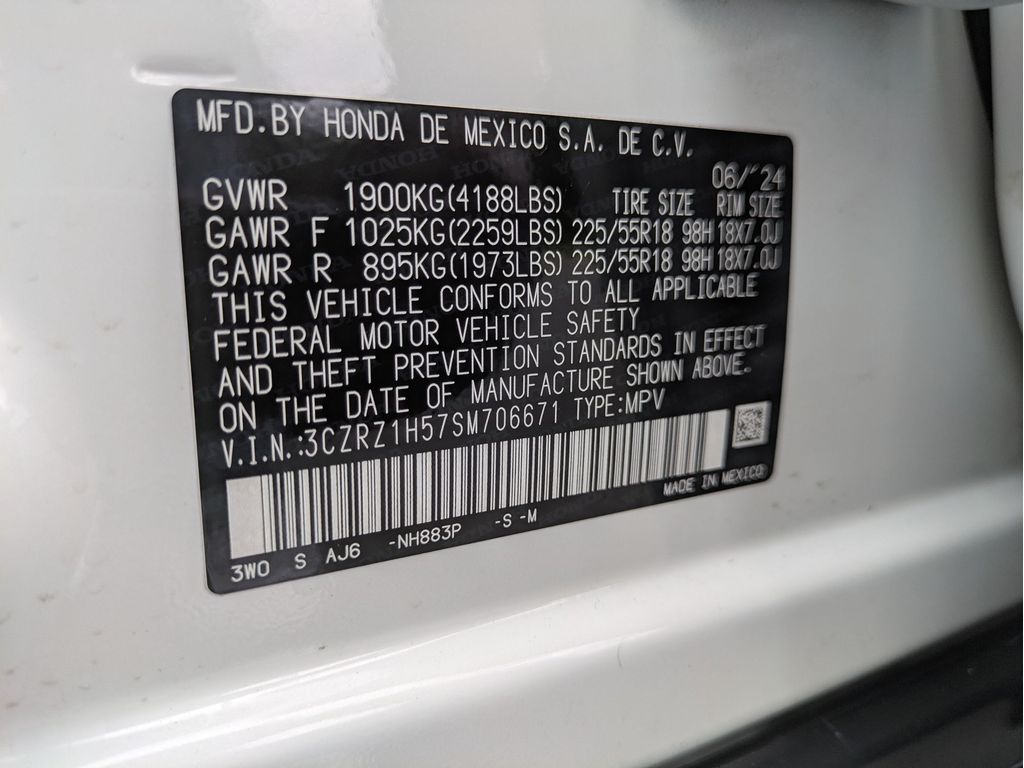 MFD.BY HONDA DE MEXICO S.A. DE C.V.
06/'24
GVWR 1900KG(4188LBS) TIRE SIZE RIM SIZE
GAWR F 1025KG(2259LBS) 225/55R18 98H 18X7.0J
GAWR R 895KG(1973LBS) 225/55R18 98H 18X7.0J
THIS VEHICLE CONFORMS TO ALL APPLICABLE
FEDERAL MOTOR VEHICLE SAFETY
AND THEFT PREVENTION STANDARDS IN EFFECT
ON THE DATE OF MANUFACTURE SHOWN ABOVE.
V.I.N.:3CZRZ1H57SM706671 TYPE:MPV
MADE IN MEXICO
3W0 S AJ6 -NH883P -S -M